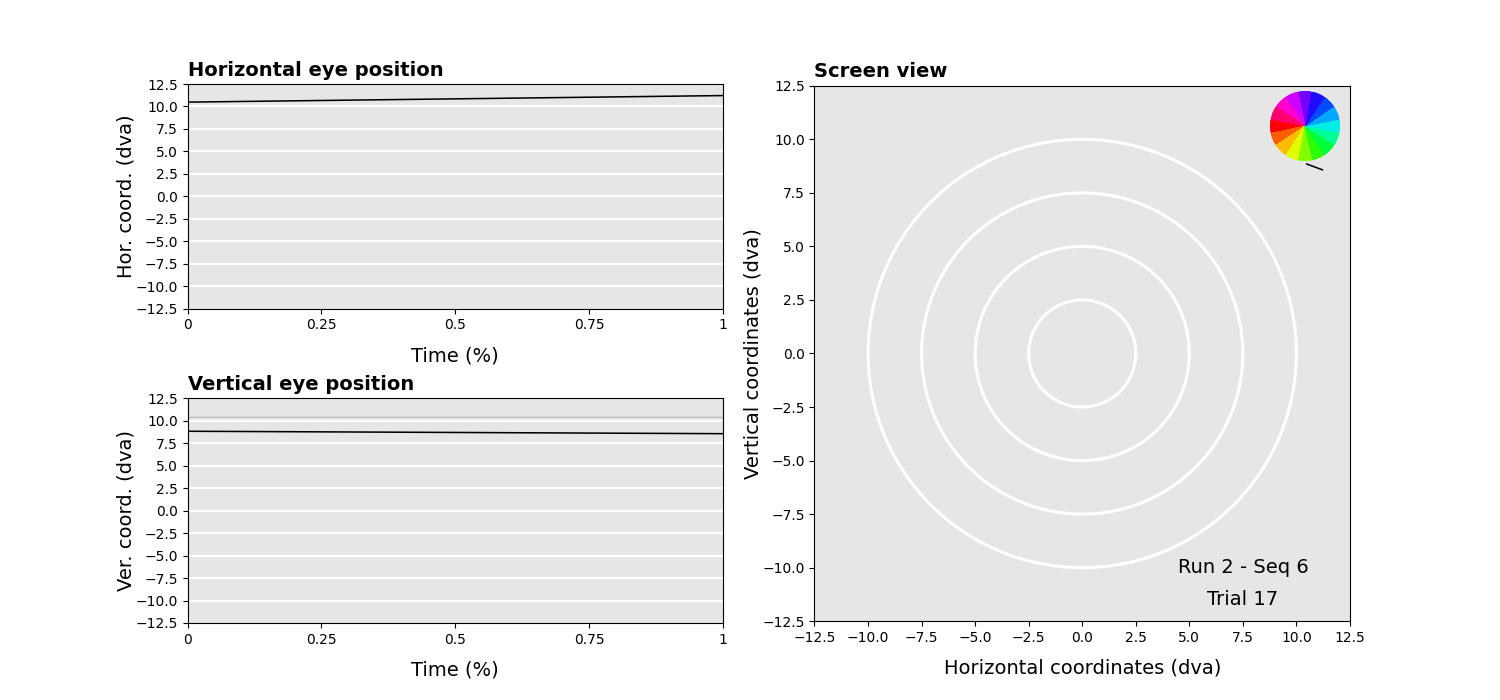 Horizontal eye position
12.5
10.0
7.5
5.0
2.5
0.0
−2.5
−5.0
−7.5
−10.0
−12.5
Hor. coord. (dva)
0 0.25 0.5 0.75 1
Time (%)
Vertical eye position
12.5
10.0
7.5
5.0
2.5
0.0
−2.5
−5.0
−7.5
−10.0
−12.5
Ver. coord. (dva)
0 0.25 0.5 0.75 1
Time (%)
Screen view
12.5
10.0
7.5
5.0
2.5
0.0
−2.5
−5.0
−7.5
−10.0
−12.5
Vertical coordinates (dva)
Run 2 - Seq 6
Trial 17
−12.5 −10.0 −7.5 −5.0 −2.5 0.0 2.5 5.0 7.5 10.0 12.5
Horizontal coordinates (dva)